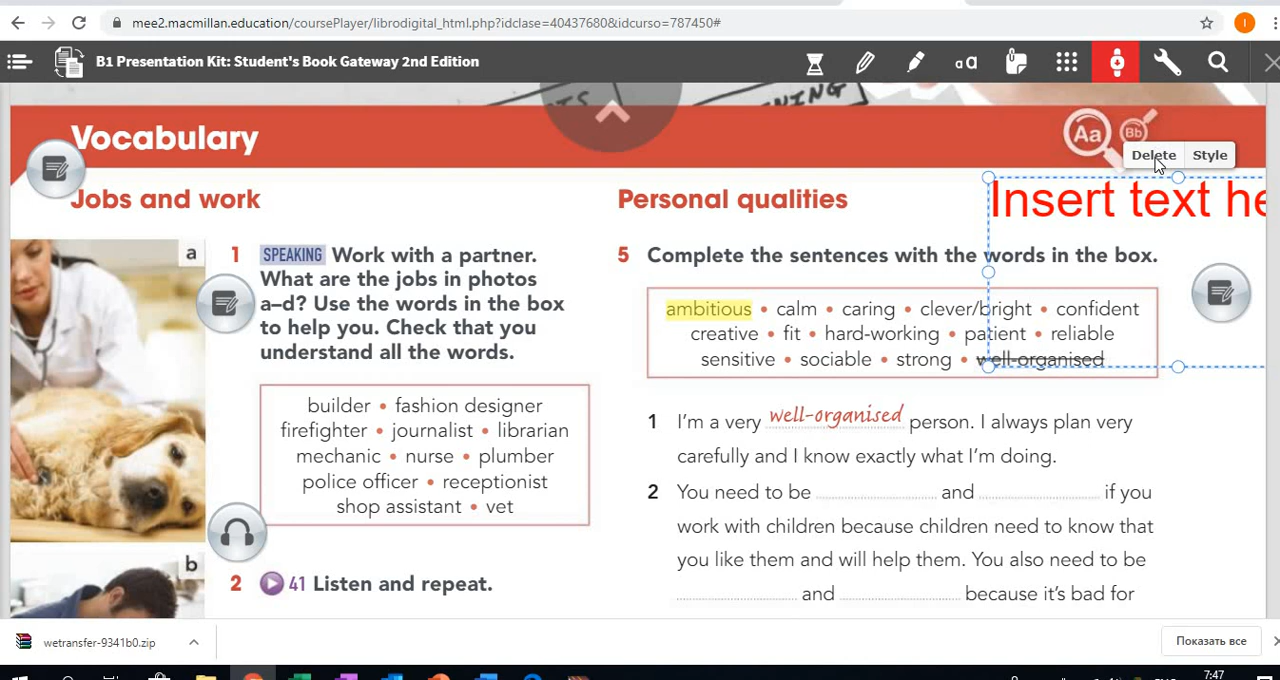 mee2.macmillan.education/coursePlayer/librodigital_html.php?idclase=40437680&idcurso=787450#
I
B1 Presentation Kit: Student's Book Gateway 2nd Edition
aa
NING
Vocabulary
Aa
Bb
Delete
Style
Jobs and work
Personal qualities
Insert text he
a
1 SPEAKING Work with a partner.
What are the jobs in photos
a–d? Use the words in the box
to help you. Check that you
understand all the words.
builder • fashion designer
firefighter • journalist • librarian
mechanic • nurse • plumber
police officer • receptionist
shop assistant • vet
b
2 41 Listen and repeat.
5 Complete the sentences with the words in the box.
ambitious • calm • caring • clever/bright • confident
creative • fit • hard-working • patient • reliable
sensitive • sociable • strong • well-organised
1 I'm a very well-organised person. I always plan very
carefully and I know exactly what I'm doing.
2 You need to be ............ and ............ if you
work with children because children need to know that
you like them and will help them. You also need to be
............ and ............ because it's bad for
wetransfer-9341b0.zip
Показать все
7:47